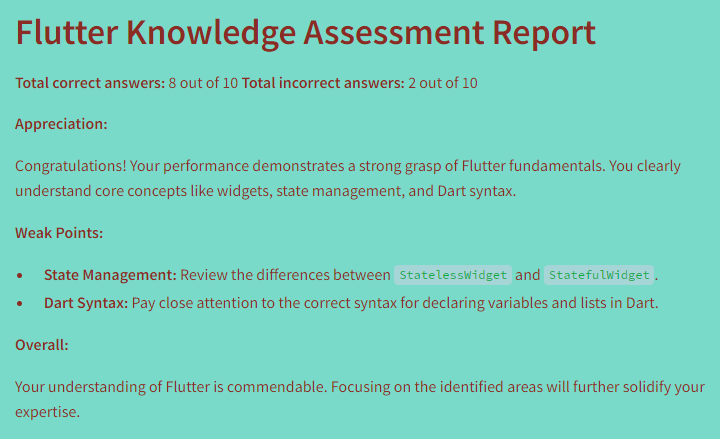 Flutter Knowledge Assessment Report
Total correct answers: 8 out of 10 Total incorrect answers: 2 out of 10
Appreciation:
Congratulations! Your performance demonstrates a strong grasp of Flutter fundamentals. You clearly
understand core concepts like widgets, state management, and Dart syntax.
Weak Points:
• State Management: Review the differences between StatelessWidget and StatefulWidget.
• Dart Syntax: Pay close attention to the correct syntax for declaring variables and lists in Dart.
Overall:
Your understanding of Flutter is commendable. Focusing on the identified areas will further solidify your
expertise.